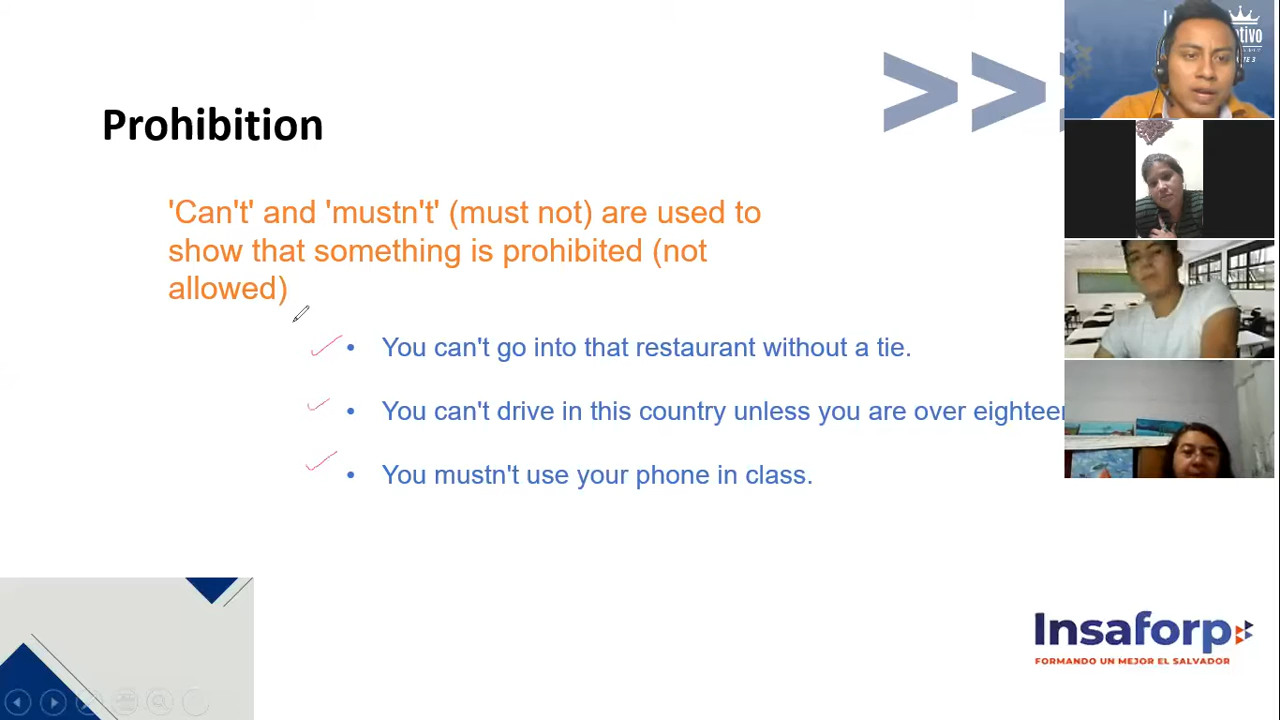 Prohibition
'Can't' and 'mustn't' (must not) are used to
show that something is prohibited (not
allowed)
• You can't go into that restaurant without a tie.
• You can't drive in this country unless you are over eighteen
• You mustn't use your phone in class.
Insaforp
FORMANDO UN MEJOR EL SALVADOR